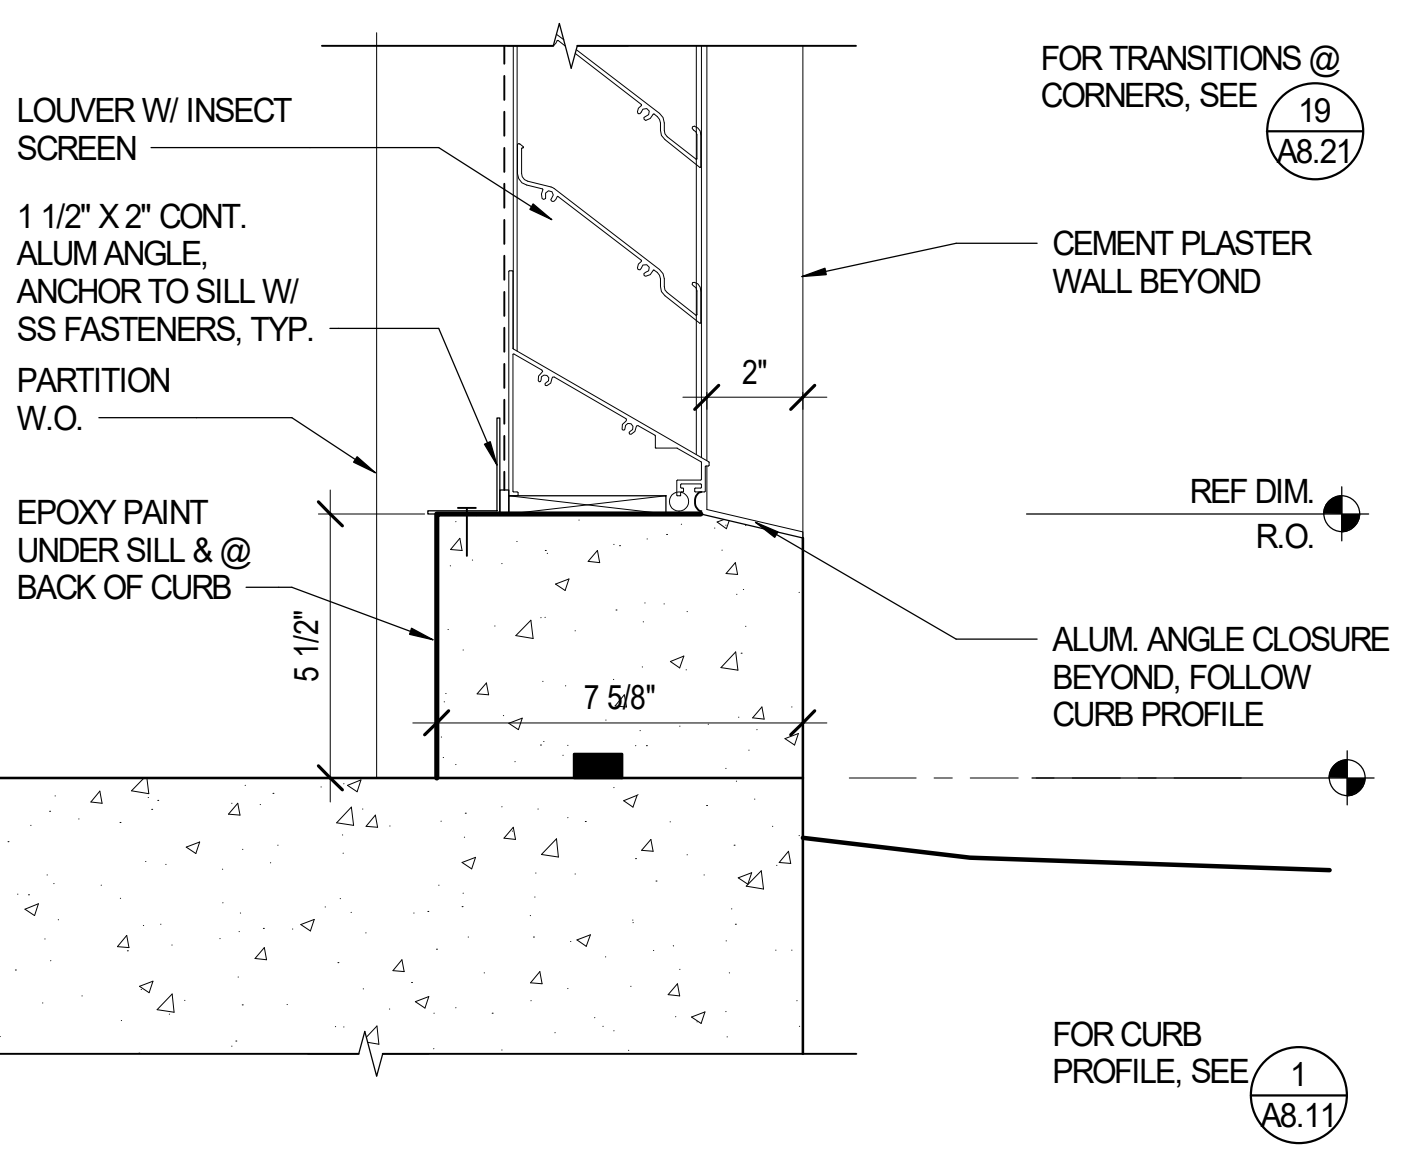 FOR TRANSITIONS @
CORNERS, SEE
19
A8.21
LOUVER W/ INSECT
SCREEN
1 1/2" X 2" CONT.
ALUM ANGLE,
ANCHOR TO SILL W/
SS FASTENERS, TYP.
CEMENT PLASTER
WALL BEYOND
PARTITION
W.O.
2"
EPOXY PAINT
UNDER SILL & @
BACK OF CURB
REF DIM.
R.O.
5 1/2"
7 5/8"
ALUM. ANGLE CLOSURE
BEYOND, FOLLOW
CURB PROFILE
FOR CURB
PROFILE, SEE
1
A8.11